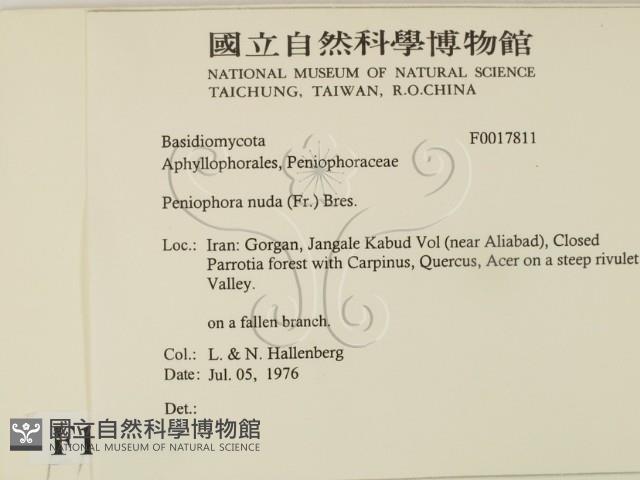 國立自然科學博物館
NATIONAL MUSEUM OF NATURAL SCIENCE
TAICHUNG, TAIWAN, R.O.CHINA
Basidiomycota F0017811
Aphyllophorales, Peniophoraceae
Peniophora nuda (Fr.) Bres.
Loc.: Iran: Gorgan, Jangale Kabud Vol (near Aliabad), Closed
Parrotia forest with Carpinus, Quercus, Acer on a steep rivulet
Valley.
on a fallen branch.
Col.: L. & N. Hallenberg
Date: Jul. 05, 1976
Det.:
國立自然科學博物館
NATIONAL MUSEUM OF NATURAL SCIENCE